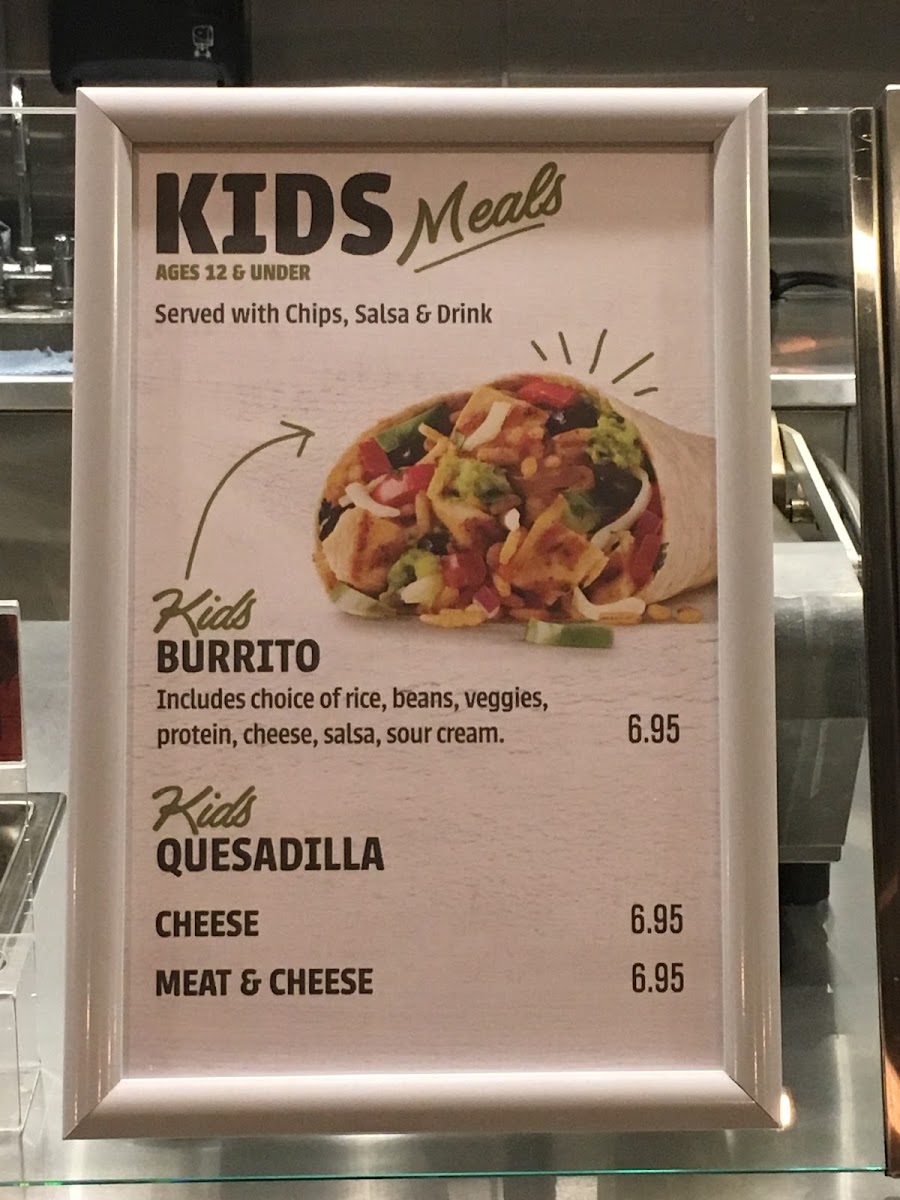 KIDS Meals
AGES 12 & UNDER
Served with Chips, Salsa & Drink
Kids
BURRITO
Includes choice of rice, beans, veggies,
protein, cheese, salsa, sour cream. 6.95
Kids
QUESADILLA
CHEESE 6.95
MEAT & CHEESE 6.95